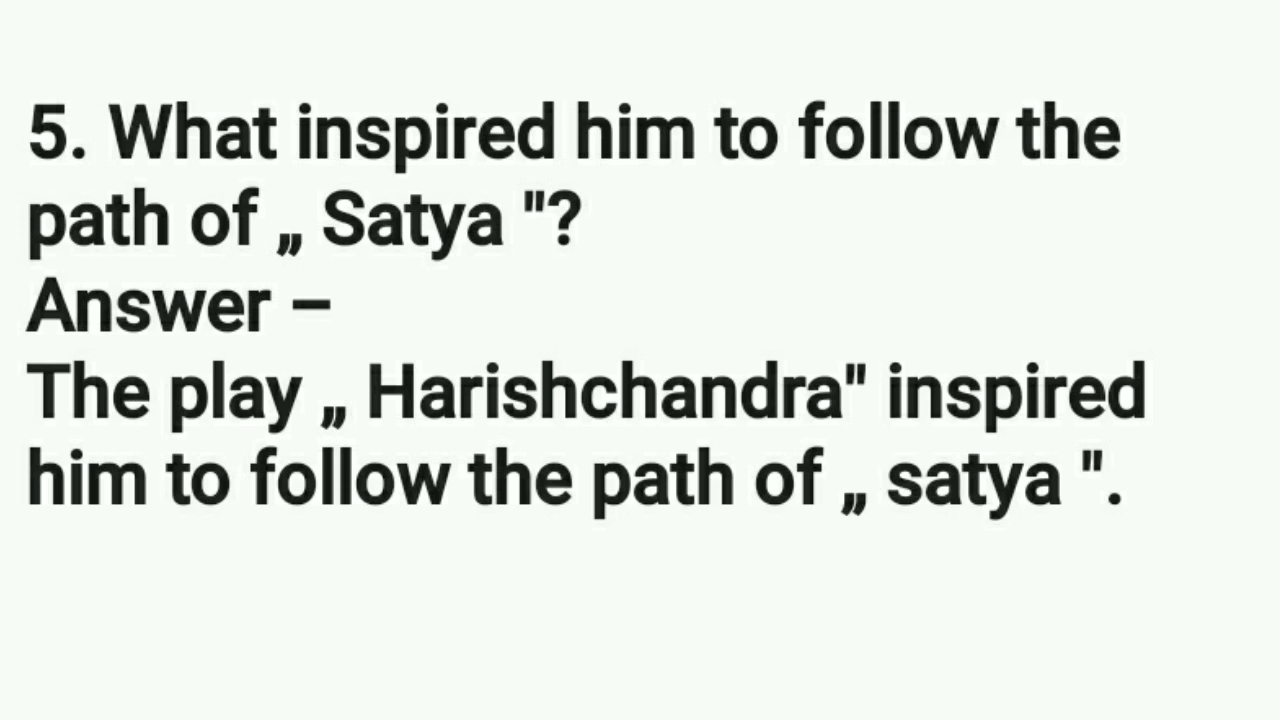 5. What inspired him to follow the
path of „ Satya "?
Answer –
The play „ Harishchandra" inspired
him to follow the path of „ satya ".